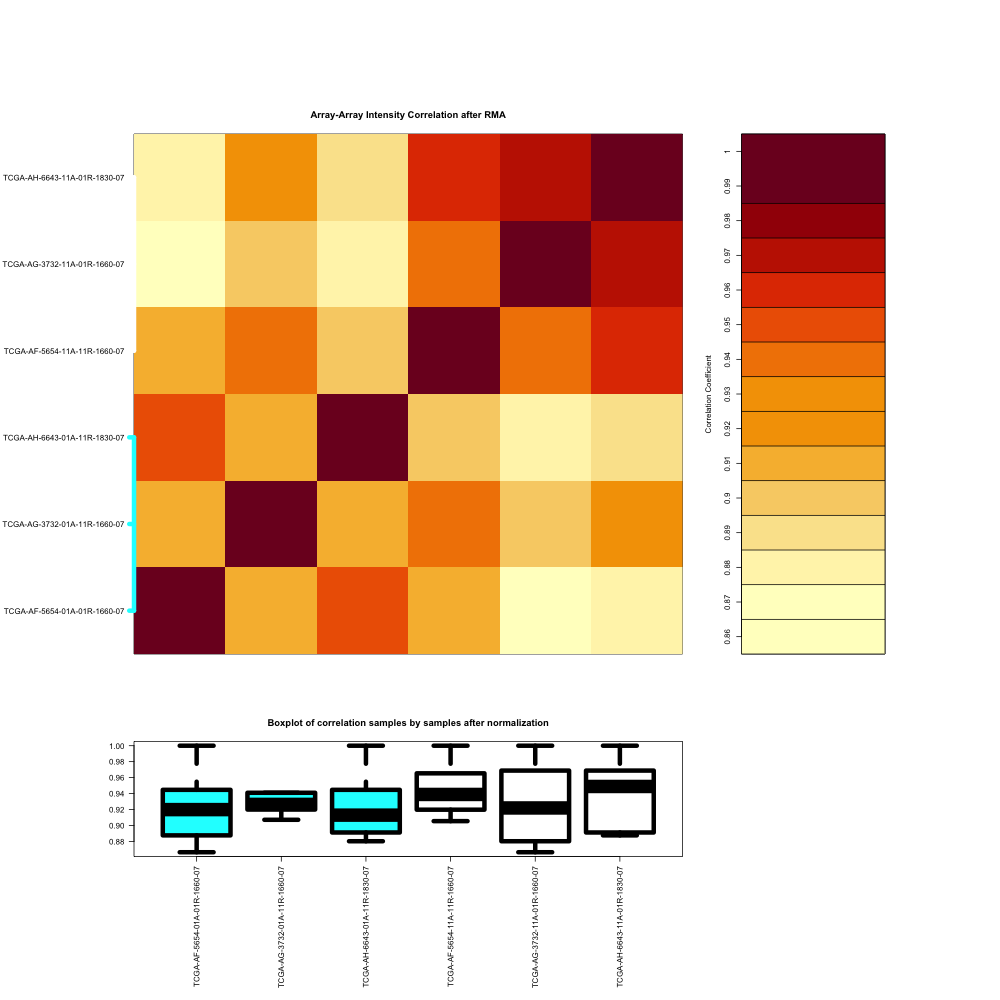 Array-Array Intensity Correlation after RMA
TCGA-AH-6643-11A-01R-1830-07
TCGA-AG-3732-11A-01R-1660-07
TCGA-AF-5654-11A-11R-1660-07
TCGA-AH-6643-01A-11R-1830-07
TCGA-AG-3732-01A-11R-1660-07
TCGA-AF-5654-01A-01R-1660-07
Correlation Coefficient
1
0.99
0.98
0.97
0.96
0.95
0.94
0.93
0.92
0.91
0.9
0.89
0.88
0.87
0.86
Boxplot of correlation samples by samples after normalization
1.00
0.98
0.96
0.94
0.92
0.90
0.88
TCGA-AF-5654-01A-01R-1660-07
TCGA-AG-3732-01A-11R-1660-07
TCGA-AH-6643-01A-11R-1830-07
TCGA-AF-5654-11A-11R-1660-07
TCGA-AG-3732-11A-01R-1660-07
TCGA-AH-6643-11A-01R-1830-07